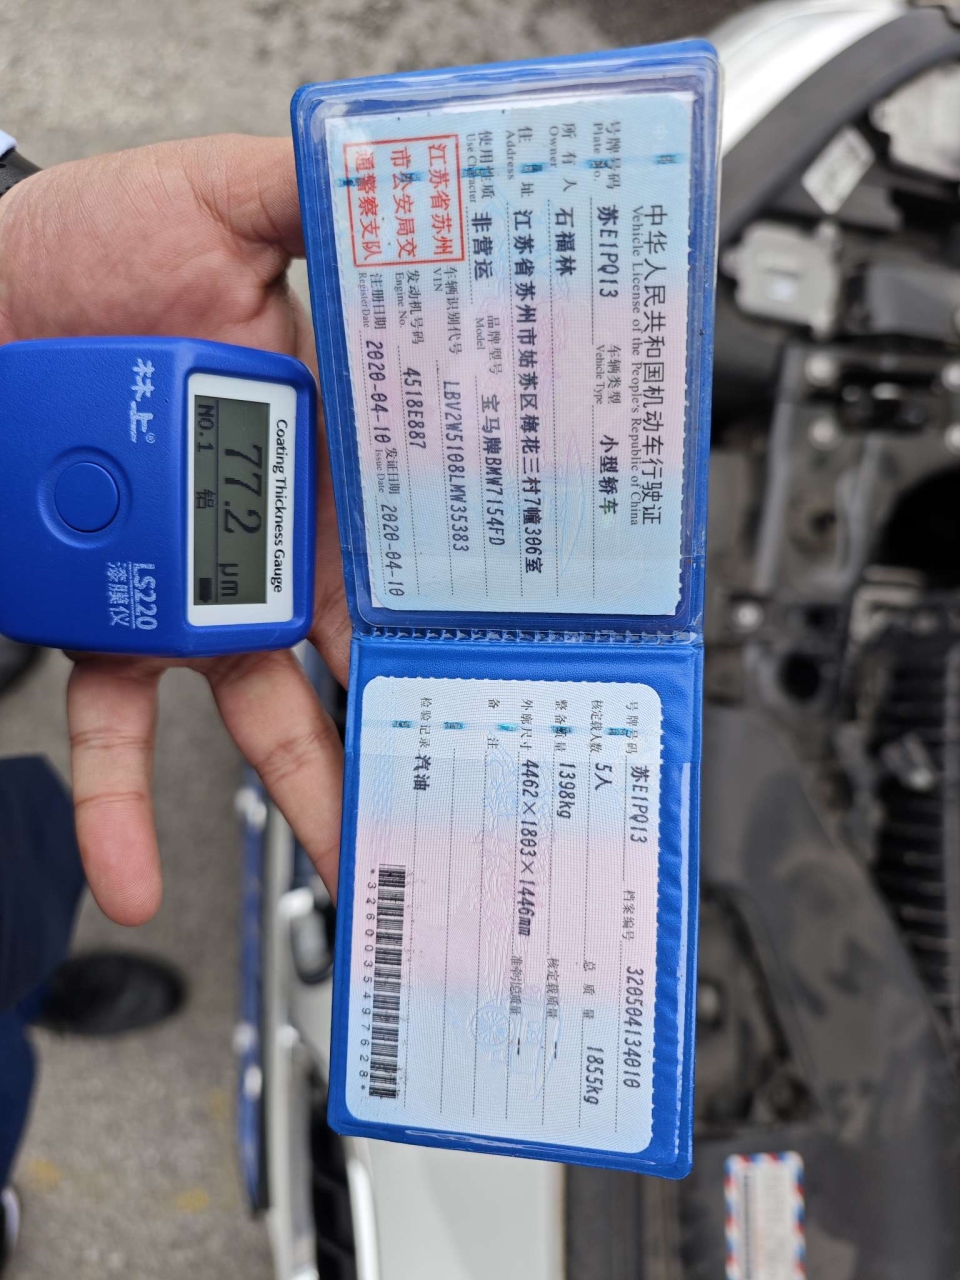 中华人民共和国机动车行驶证
Vehicle License of the People's Republic of China
号牌号码 苏E1PQ13 车辆类型 小型轿车
Plate No. Vehicle Type
所有人 石福林
Owner
住址 江苏省苏州市姑苏区梅花三村7幢306室
Address
使用性质 非营运 品牌型号 宝马牌BMW7154FD
Use Character Model
江苏省苏州
市公安局交
通警察支队
车辆识别代号 LBV2W5108LMW35383
VIN
发动机号码 4518E887
Engine No.
注册日期 2020-04-10 发证日期 2020-04-10
Register Date Issue Date
号牌号码 苏E1PQ13 档案编号 320504134010
核定载人数 5人 总质量 1855kg
整备质量 1398kg 核定载质量 --
外廓尺寸 4462×1803×1446mm 准牵引总质量 --
备注
检验记录 汽油
*3260035497628*
Coating Thickness Gauge
77.2 μm
NO.1 铝
林上®
LS220
漆膜仪